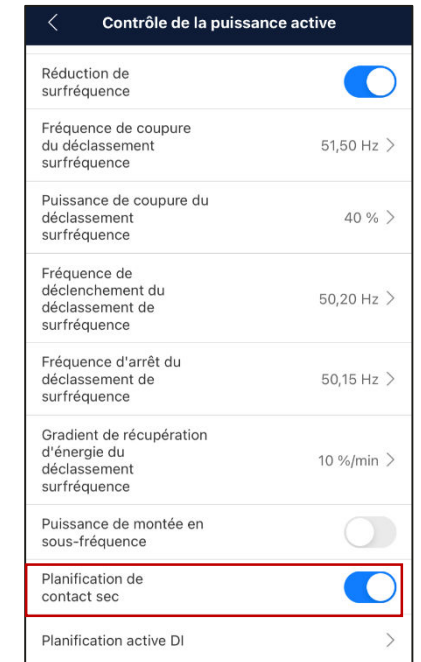 Contrôle de la puissance active
Réduction de
surfréquence
Fréquence de coupure
du déclassement
surfréquence
51,50 Hz
Puissance de coupure du
déclassement
surfréquence
40 %
Fréquence de
déclenchement du
déclassement de
surfréquence
50,20 Hz
Fréquence d'arrêt du
déclassement de
surfréquence
50,15 Hz
Gradient de récupération
d'énergie du
déclassement
surfréquence
10 %/min
Puissance de montée en
sous-fréquence
Planification de
contact sec
Planification active DI